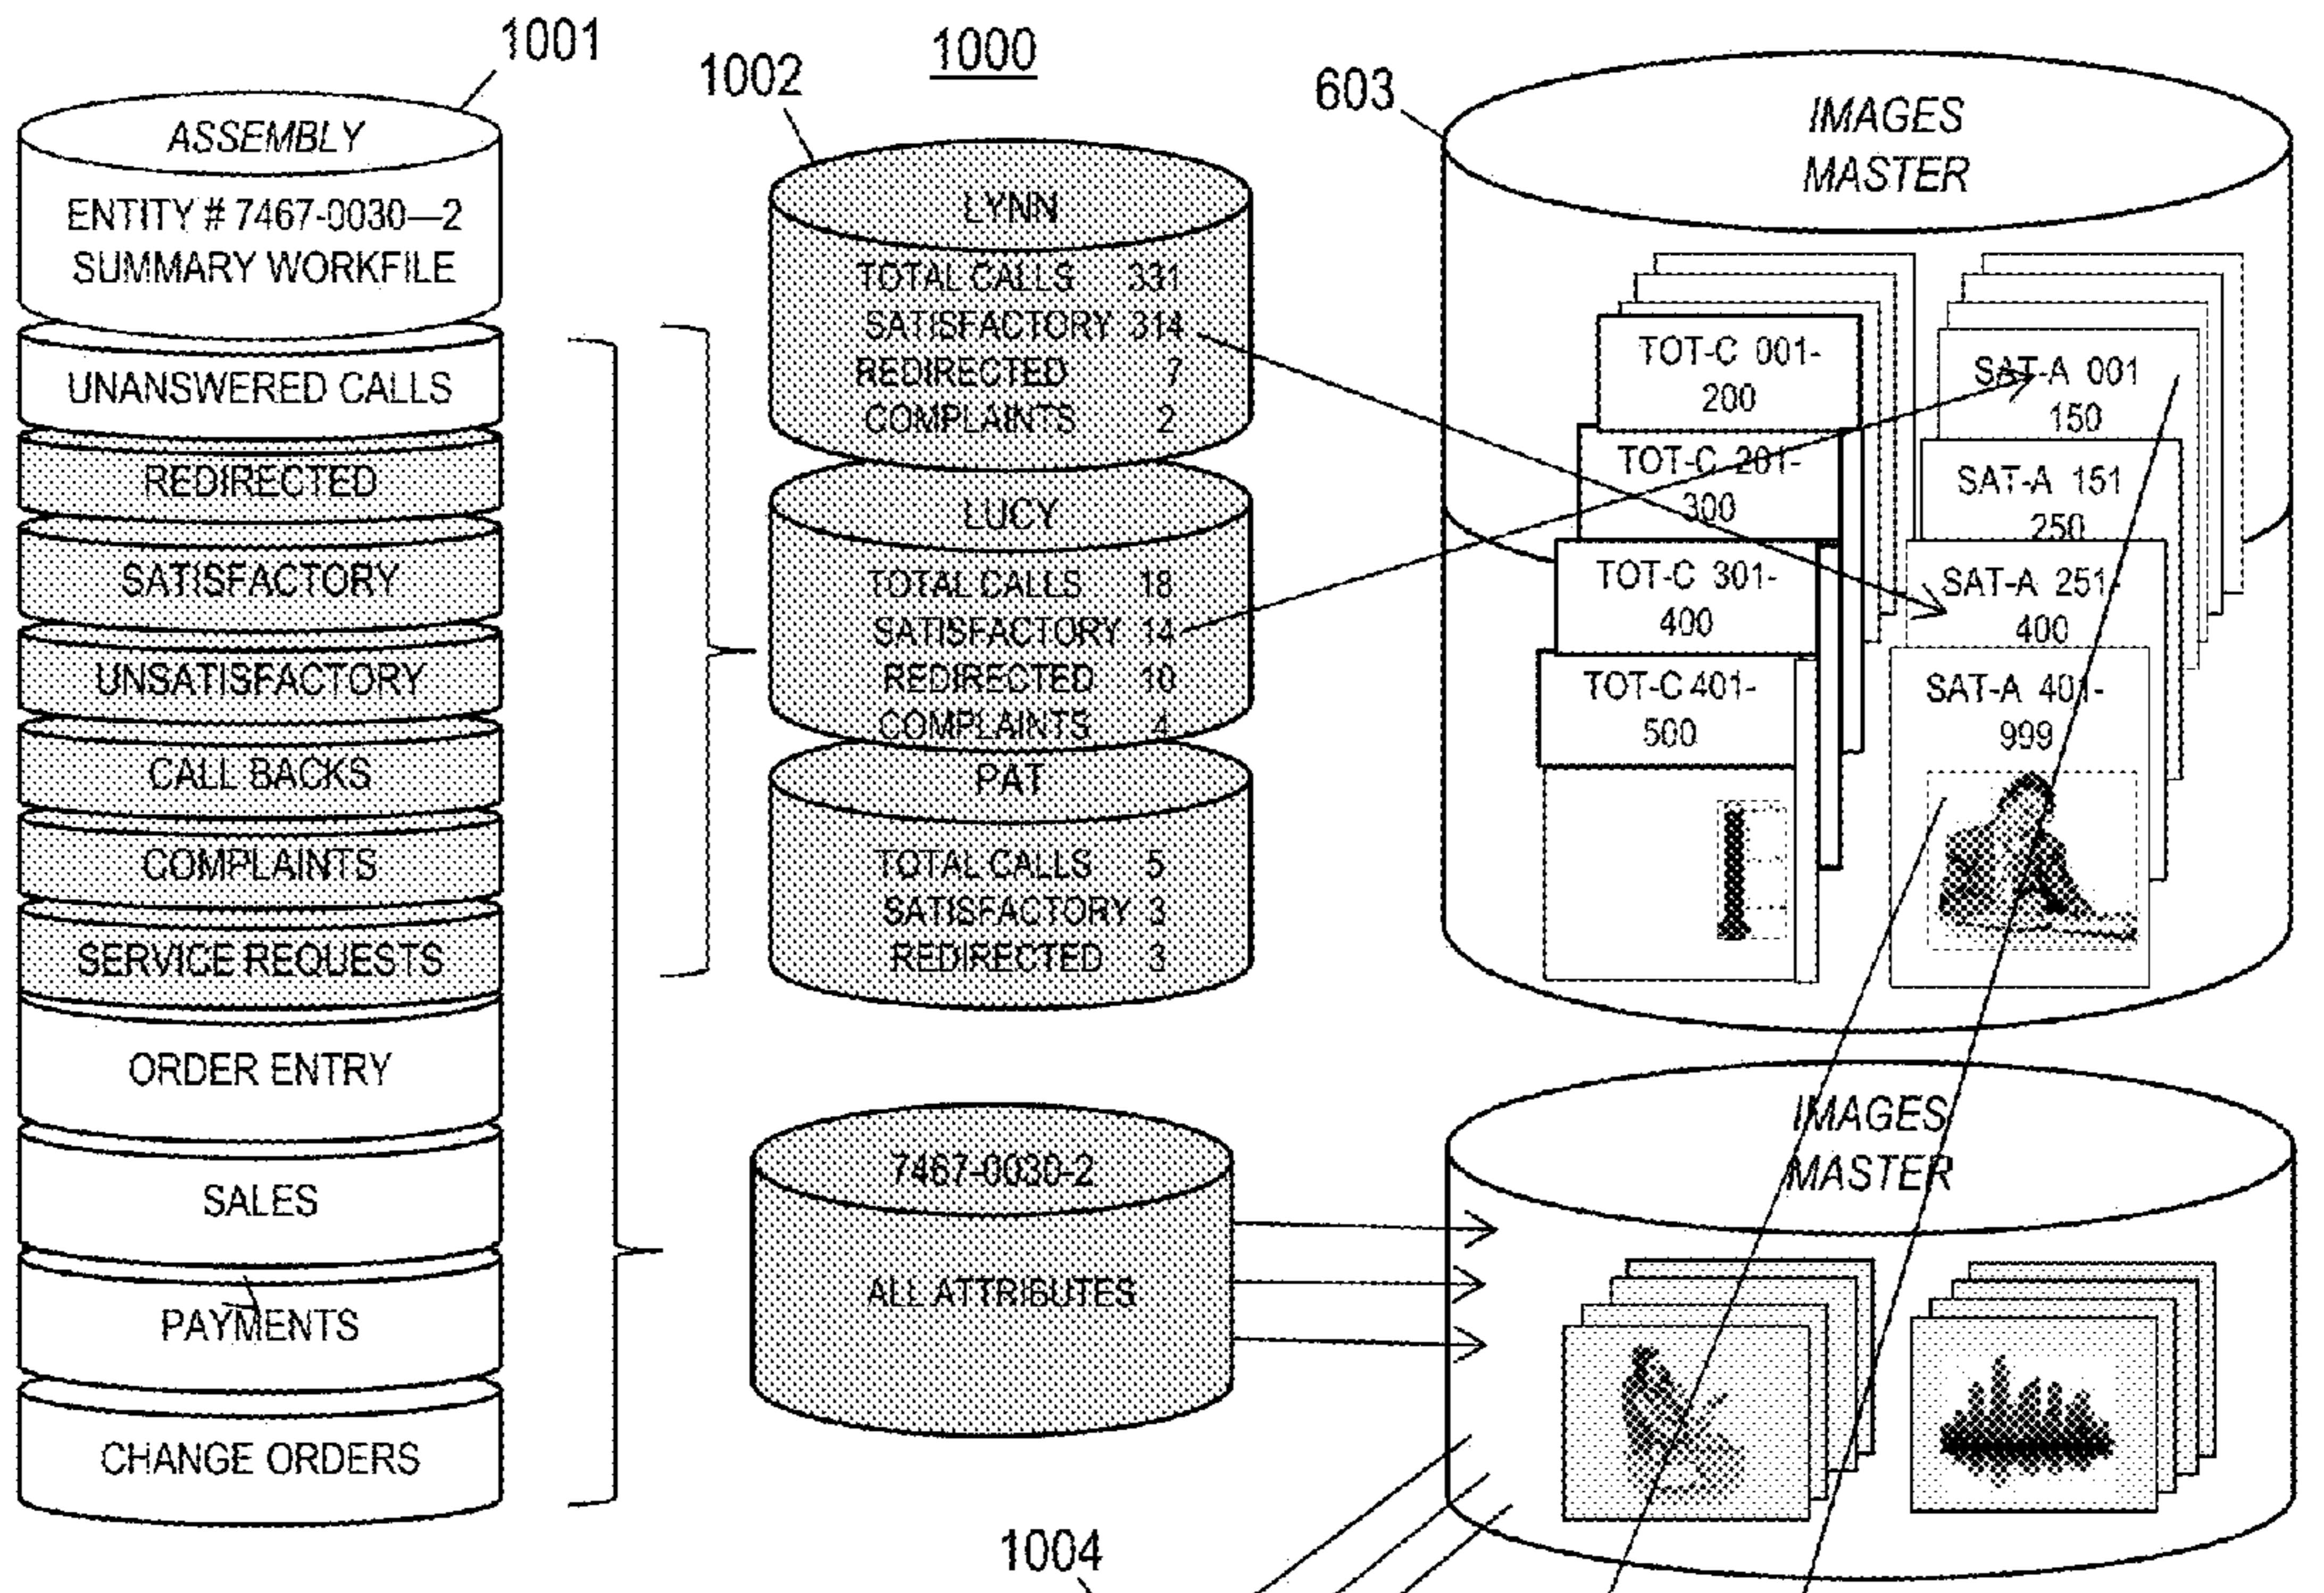 1001
1002
1000
603
ASSEMBLY
ENTITY # 7467-0030—2
SUMMARY WORKFILE
UNANSWERED CALLS
REDIRECTED
SATISFACTORY
UNSATISFACTORY
CALL BACKS
COMPLAINTS
SERVICE REQUESTS
ORDER ENTRY
SALES
PAYMENTS
CHANGE ORDERS
LYNN
TOTAL CALLS 331
SATISFACTORY 314
REDIRECTED 7
COMPLAINTS 2
LUCY
TOTAL CALLS 18
SATISFACTORY 14
REDIRECTED 10
COMPLAINTS 4
PAT
TOTAL CALLS 5
SATISFACTORY 3
REDIRECTED 3
7467-0030-2
ALL ATTRIBUTES
1004
IMAGES
MASTER
TOT-C 001-
200
TOT-C 201-
300
TOT-C 301-
400
TOT-C 401-
500
SAT-A 001
150
SAT-A 151
250
SAT-A 251-
400
SAT-A 401-
999
IMAGES
MASTER